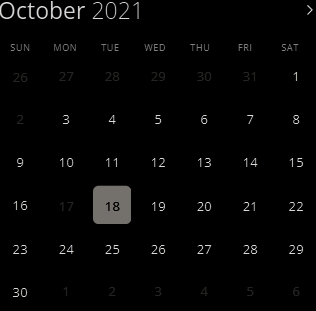 October 2021
SUN MON TUE WED THU FRI SAT
26 27 28 29 30 31 1
2 3 4 5 6 7 8
9 10 11 12 13 14 15
16 17 18 19 20 21 22
23 24 25 26 27 28 29
30 1 2 3 4 5 6